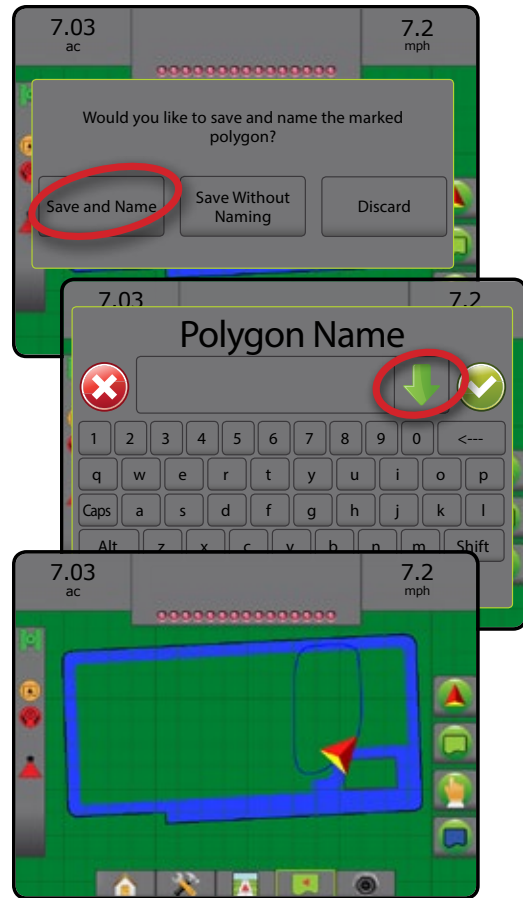 7.03 7.2
ac mph
Would you like to save and name the marked
polygon?
Save and Name Save Without Naming Discard
7.03 7.2
Polygon Name
1 2 3 4 5 6 7 8 9 0 <---
q w e r t y u i o p
Caps a s d f g h j k l
Alt z x c v b n m Shift
7.03 7.2
ac mph